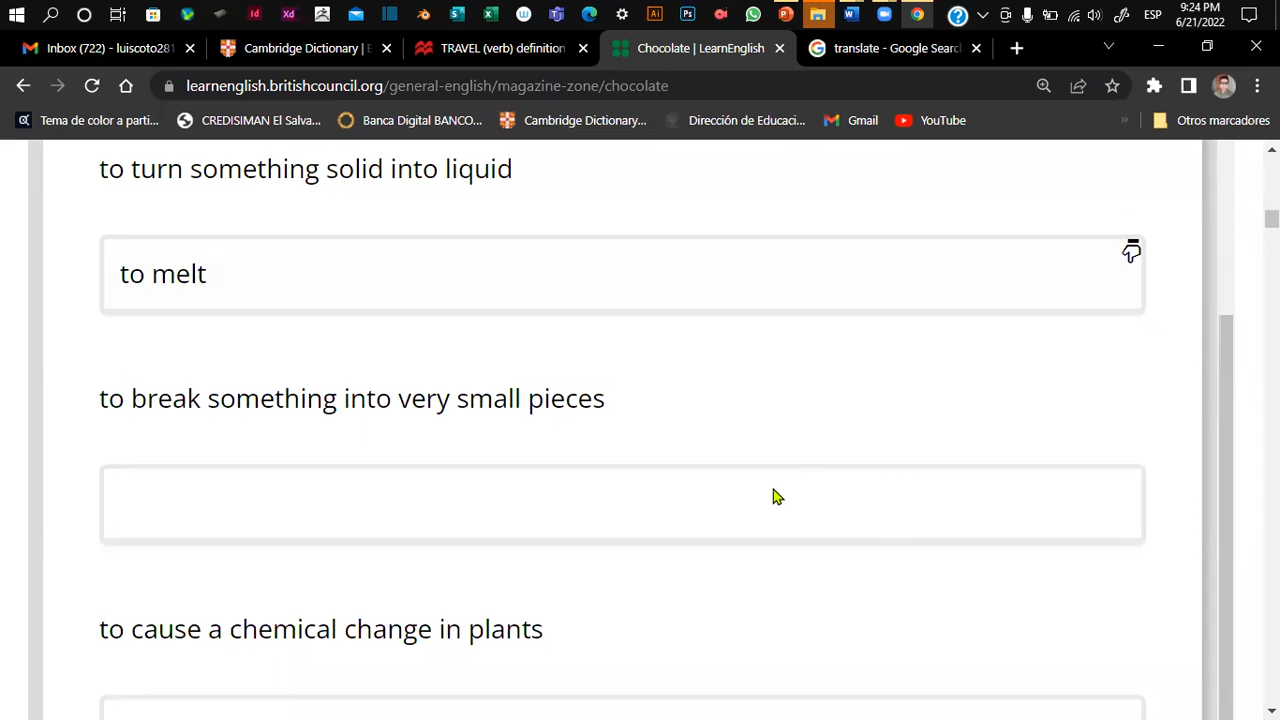 ESP
9:24 PM
6/21/2022
Inbox (722) - luiscoto281
Cambridge Dictionary | E
TRAVEL (verb) definition
Chocolate | LearnEnglish
translate - Google Search
learnenglish.britishcouncil.org/general-english/magazine-zone/chocolate
Tema de color a parti...
CREDISIMAN El Salva...
Banca Digital BANCO...
Cambridge Dictionary...
Dirección de Educaci...
Gmail
YouTube
»
Otros marcadores
to turn something solid into liquid
to melt
to break something into very small pieces
to cause a chemical change in plants